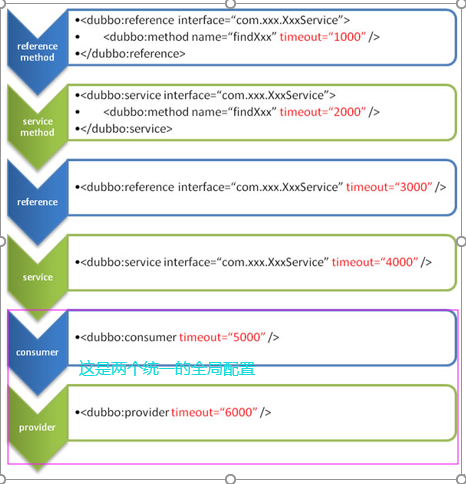 reference
method
•<dubbo:reference interface="com.xxx.XxxService">
• <dubbo:method name="findXxx" timeout="1000" />
•</dubbo:reference>
service
method
•<dubbo:service interface="com.xxx.XxxService">
• <dubbo:method name="findXxx" timeout="2000" />
•</dubbo:service>
reference
•<dubbo:reference interface="com.xxx.XxxService" timeout="3000" />
service
•<dubbo:service interface="com.xxx.XxxService" timeout="4000" />
consumer
•<dubbo:consumer timeout="5000" />
这是两个统一的全局配置
provider
•<dubbo:provider timeout="6000" />